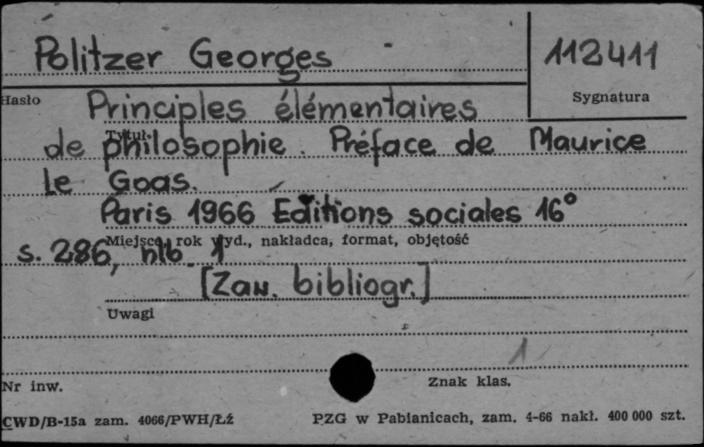 Politzer Georges
112411
Hasło
Sygnatura
Principles élémentaires
Tytuł
de philosophie. Préface de Maurice
Le Goas.
Paris 1966 Editions sociales 16°
Miejsce, rok wyd., nakładca, format, objętość
s. 286, nlb 1
[Zaw. bibliogr.]
Uwagi
1
Nr inw.
Znak klas.
CWD/B-15a zam. 4066/PWH/Łź
PZG w Pabianicach, zam. 4-66 nakł. 400 000 szt.